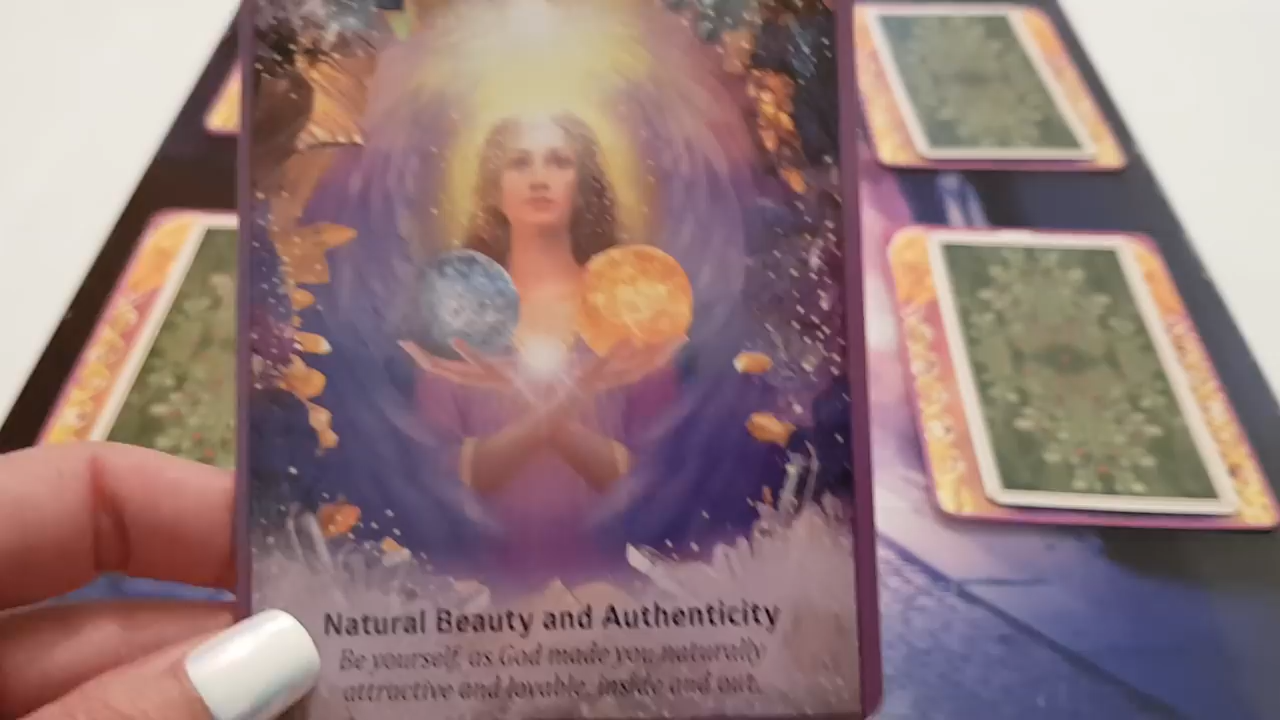 Natural Beauty and Authenticity
Be yourself, as God made you naturally
attractive and lovable, inside and out.